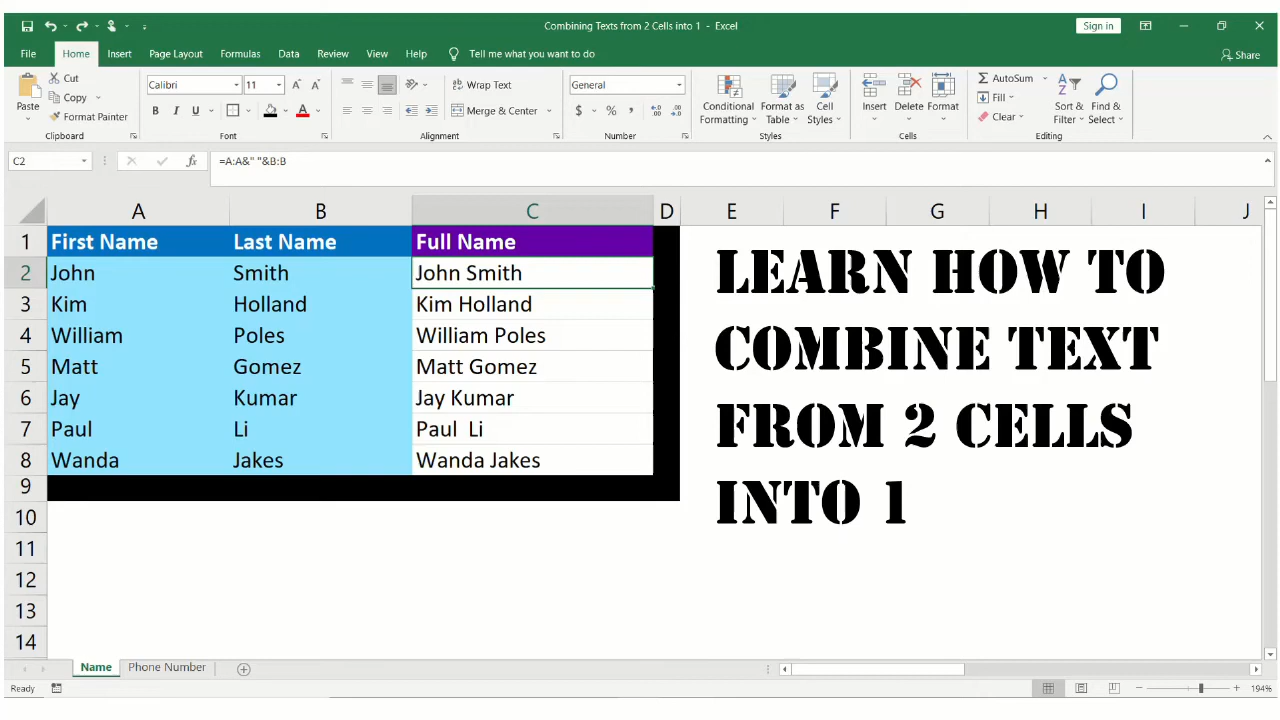 Combining Texts from 2 Cells into 1 - Excel
Sign in
File Home Insert Page Layout Formulas Data Review View Help Tell me what you want to do
Share
Paste
Cut
Copy
Format Painter
Clipboard
Calibri 11
B I U
Font
Wrap Text
Merge & Center
Alignment
General
$ % ,
Number
Conditional Formatting
Format as Table
Cell Styles
Styles
Insert
Delete
Format
Cells
AutoSum
Fill
Clear
Sort & Filter
Find & Select
Editing
C2 fx =A:A&" "&B:B
A B C D E F G H I J
1 First Name Last Name Full Name
2 John Smith John Smith
3 Kim Holland Kim Holland
4 William Poles William Poles
5 Matt Gomez Matt Gomez
6 Jay Kumar Jay Kumar
7 Paul Li Paul  Li
8 Wanda Jakes Wanda Jakes
9
10
11
12
13
14
LEARN HOW TO
COMBINE TEXT
FROM 2 CELLS
INTO 1
Name Phone Number
Ready
194%